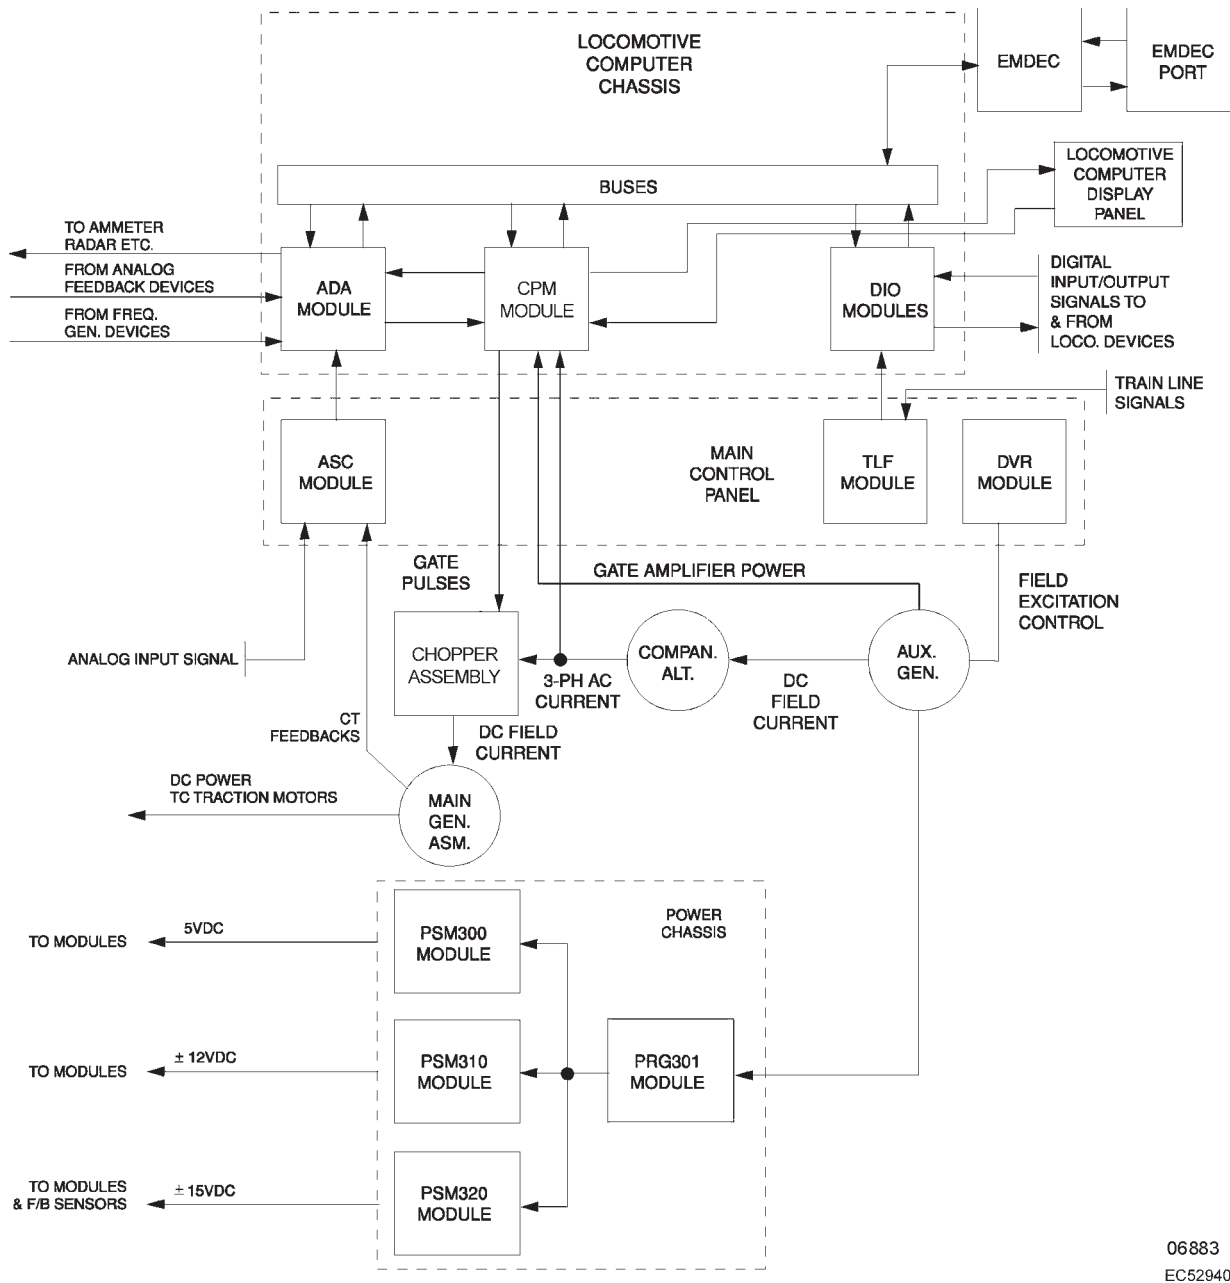 LOCOMOTIVE
COMPUTER
CHASSIS
EMDEC
EMDEC
PORT
BUSES
LOCOMOTIVE
COMPUTER
DISPLAY
PANEL
TO AMMETER
RADAR ETC.
FROM ANALOG
FEEDBACK DEVICES
FROM FREQ.
GEN. DEVICES
ADA
MODULE
CPM
MODULE
DIO
MODULES
DIGITAL
INPUT/OUTPUT
SIGNALS TO
& FROM
LOCO. DEVICES
TRAIN LINE
SIGNALS
ASC
MODULE
MAIN
CONTROL
PANEL
TLF
MODULE
DVR
MODULE
GATE
PULSES
GATE AMPLIFIER POWER
FIELD
EXCITATION
CONTROL
ANALOG INPUT SIGNAL
CHOPPER
ASSEMBLY
3-PH AC
CURRENT
COMPAN.
ALT.
DC
FIELD
CURRENT
AUX.
GEN.
CT
FEEDBACKS
DC FIELD
CURRENT
DC POWER
TC TRACTION MOTORS
MAIN
GEN.
ASM.
POWER
CHASSIS
TO MODULES
5VDC
PSM300
MODULE
TO MODULES
± 12VDC
PSM310
MODULE
PRG301
MODULE
TO MODULES
& F/B SENSORS
± 15VDC
PSM320
MODULE
06883
EC52940